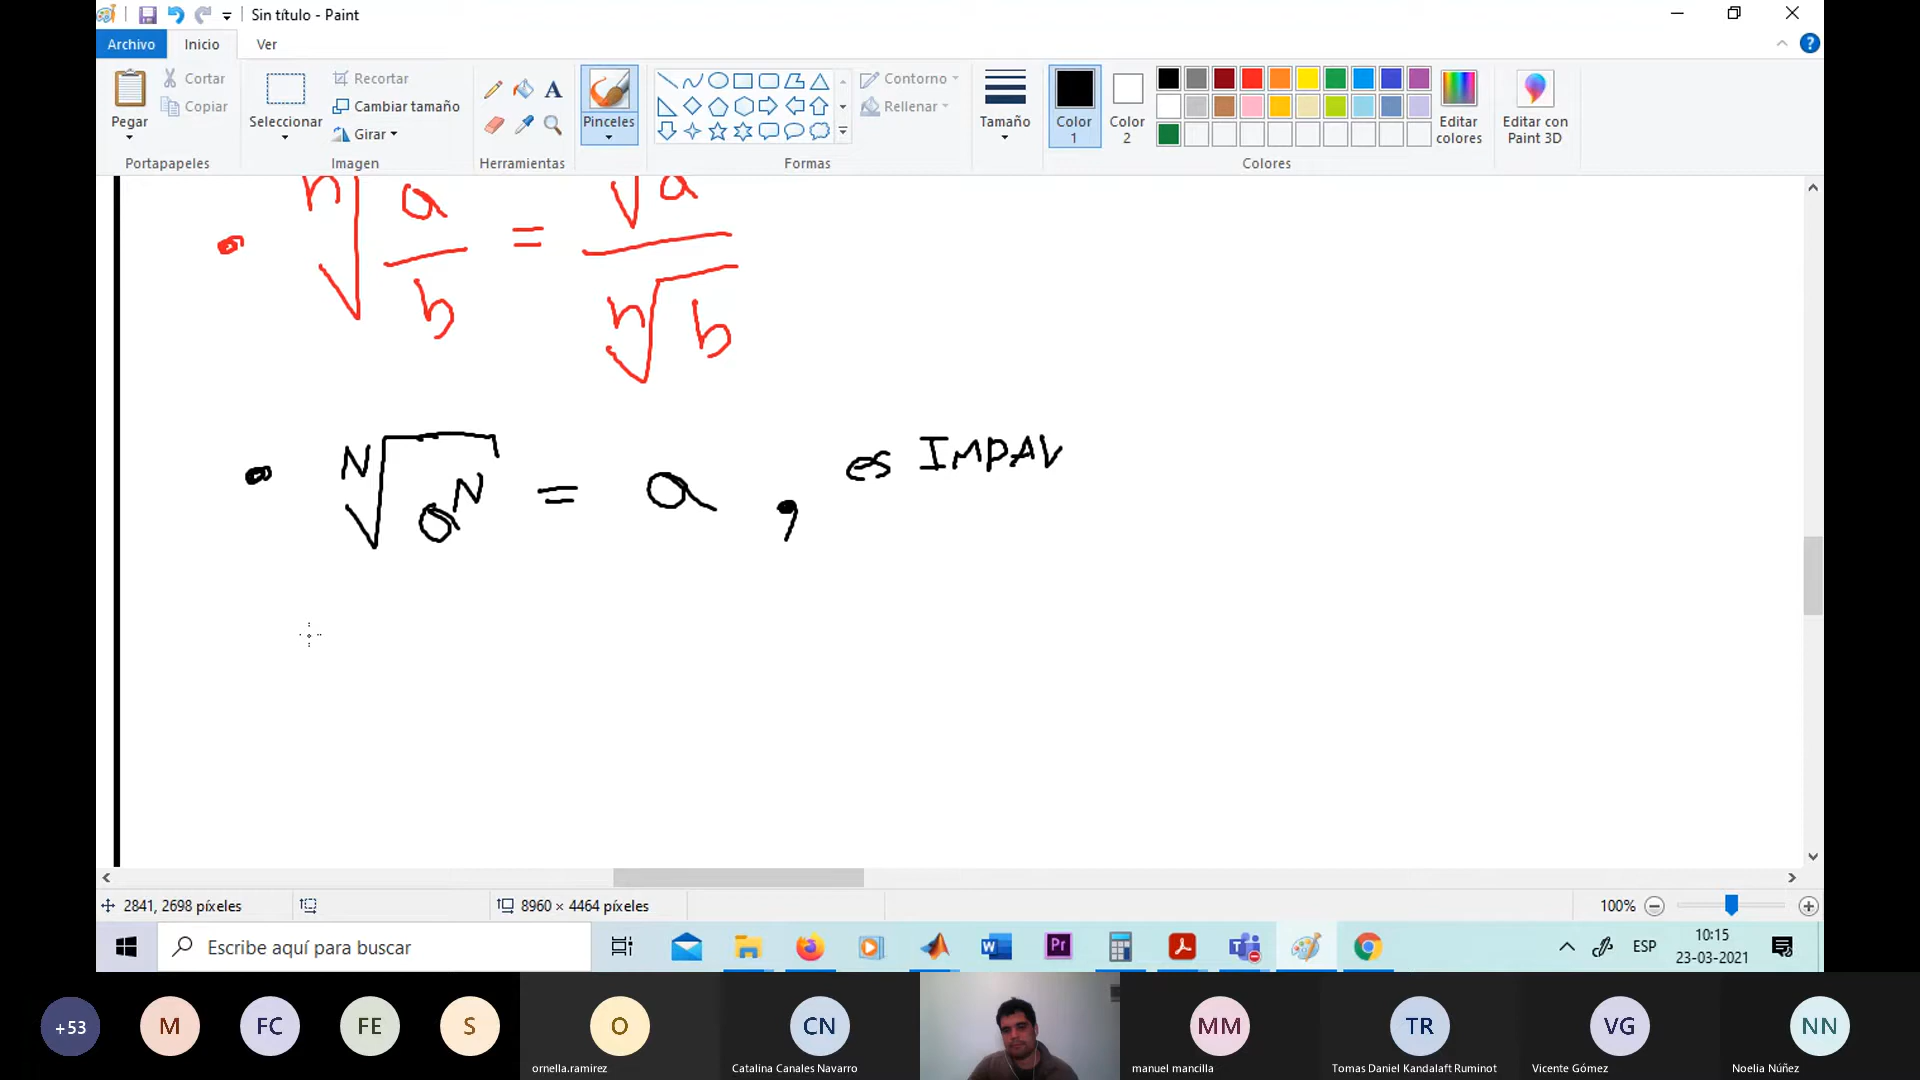 Sin título - Paint
Archivo Inicio Ver
Pegar
Cortar
Copiar
Portapapeles
Seleccionar
Recortar
Cambiar tamaño
Girar
Imagen
A
Herramientas
Pinceles
Contorno
Rellenar
Formas
Tamaño
Color 1
Color 2
Colores
Editar colores
Editar con Paint 3D
?
n√ a/b = √a / n√b
N√ a^N = a , es IMPAR
2841, 2698 píxeles
8960 × 4464 píxeles
100%
Escribe aquí para buscar
W
Pr
ESP
10:15
23-03-2021
+53
M
FC
FE
S
O
CN
MM
TR
VG
NN
ornella.ramirez
Catalina Canales Navarro
manuel mancilla
Tomas Daniel Kandalaft Ruminot
Vicente Gómez
Noelia Núñez